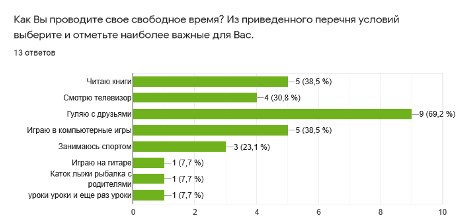 Как Вы проводите свое свободное время? Из приведенного перечня условий
выберите и отметьте наиболее важные для Вас.
13 ответов
Читаю книги
5 (38,5 %)
Смотрю телевизор
4 (30,8 %)
Гуляю с друзьями
9 (69,2 %)
Играю в компьютерные игры
5 (38,5 %)
Занимаюсь спортом
3 (23,1 %)
Играю на гитаре
1 (7,7 %)
Каток лыжи рыбалка с
родителями
1 (7,7 %)
уроки уроки и еще раз уроки
1 (7,7 %)
0 2 4 6 8 10